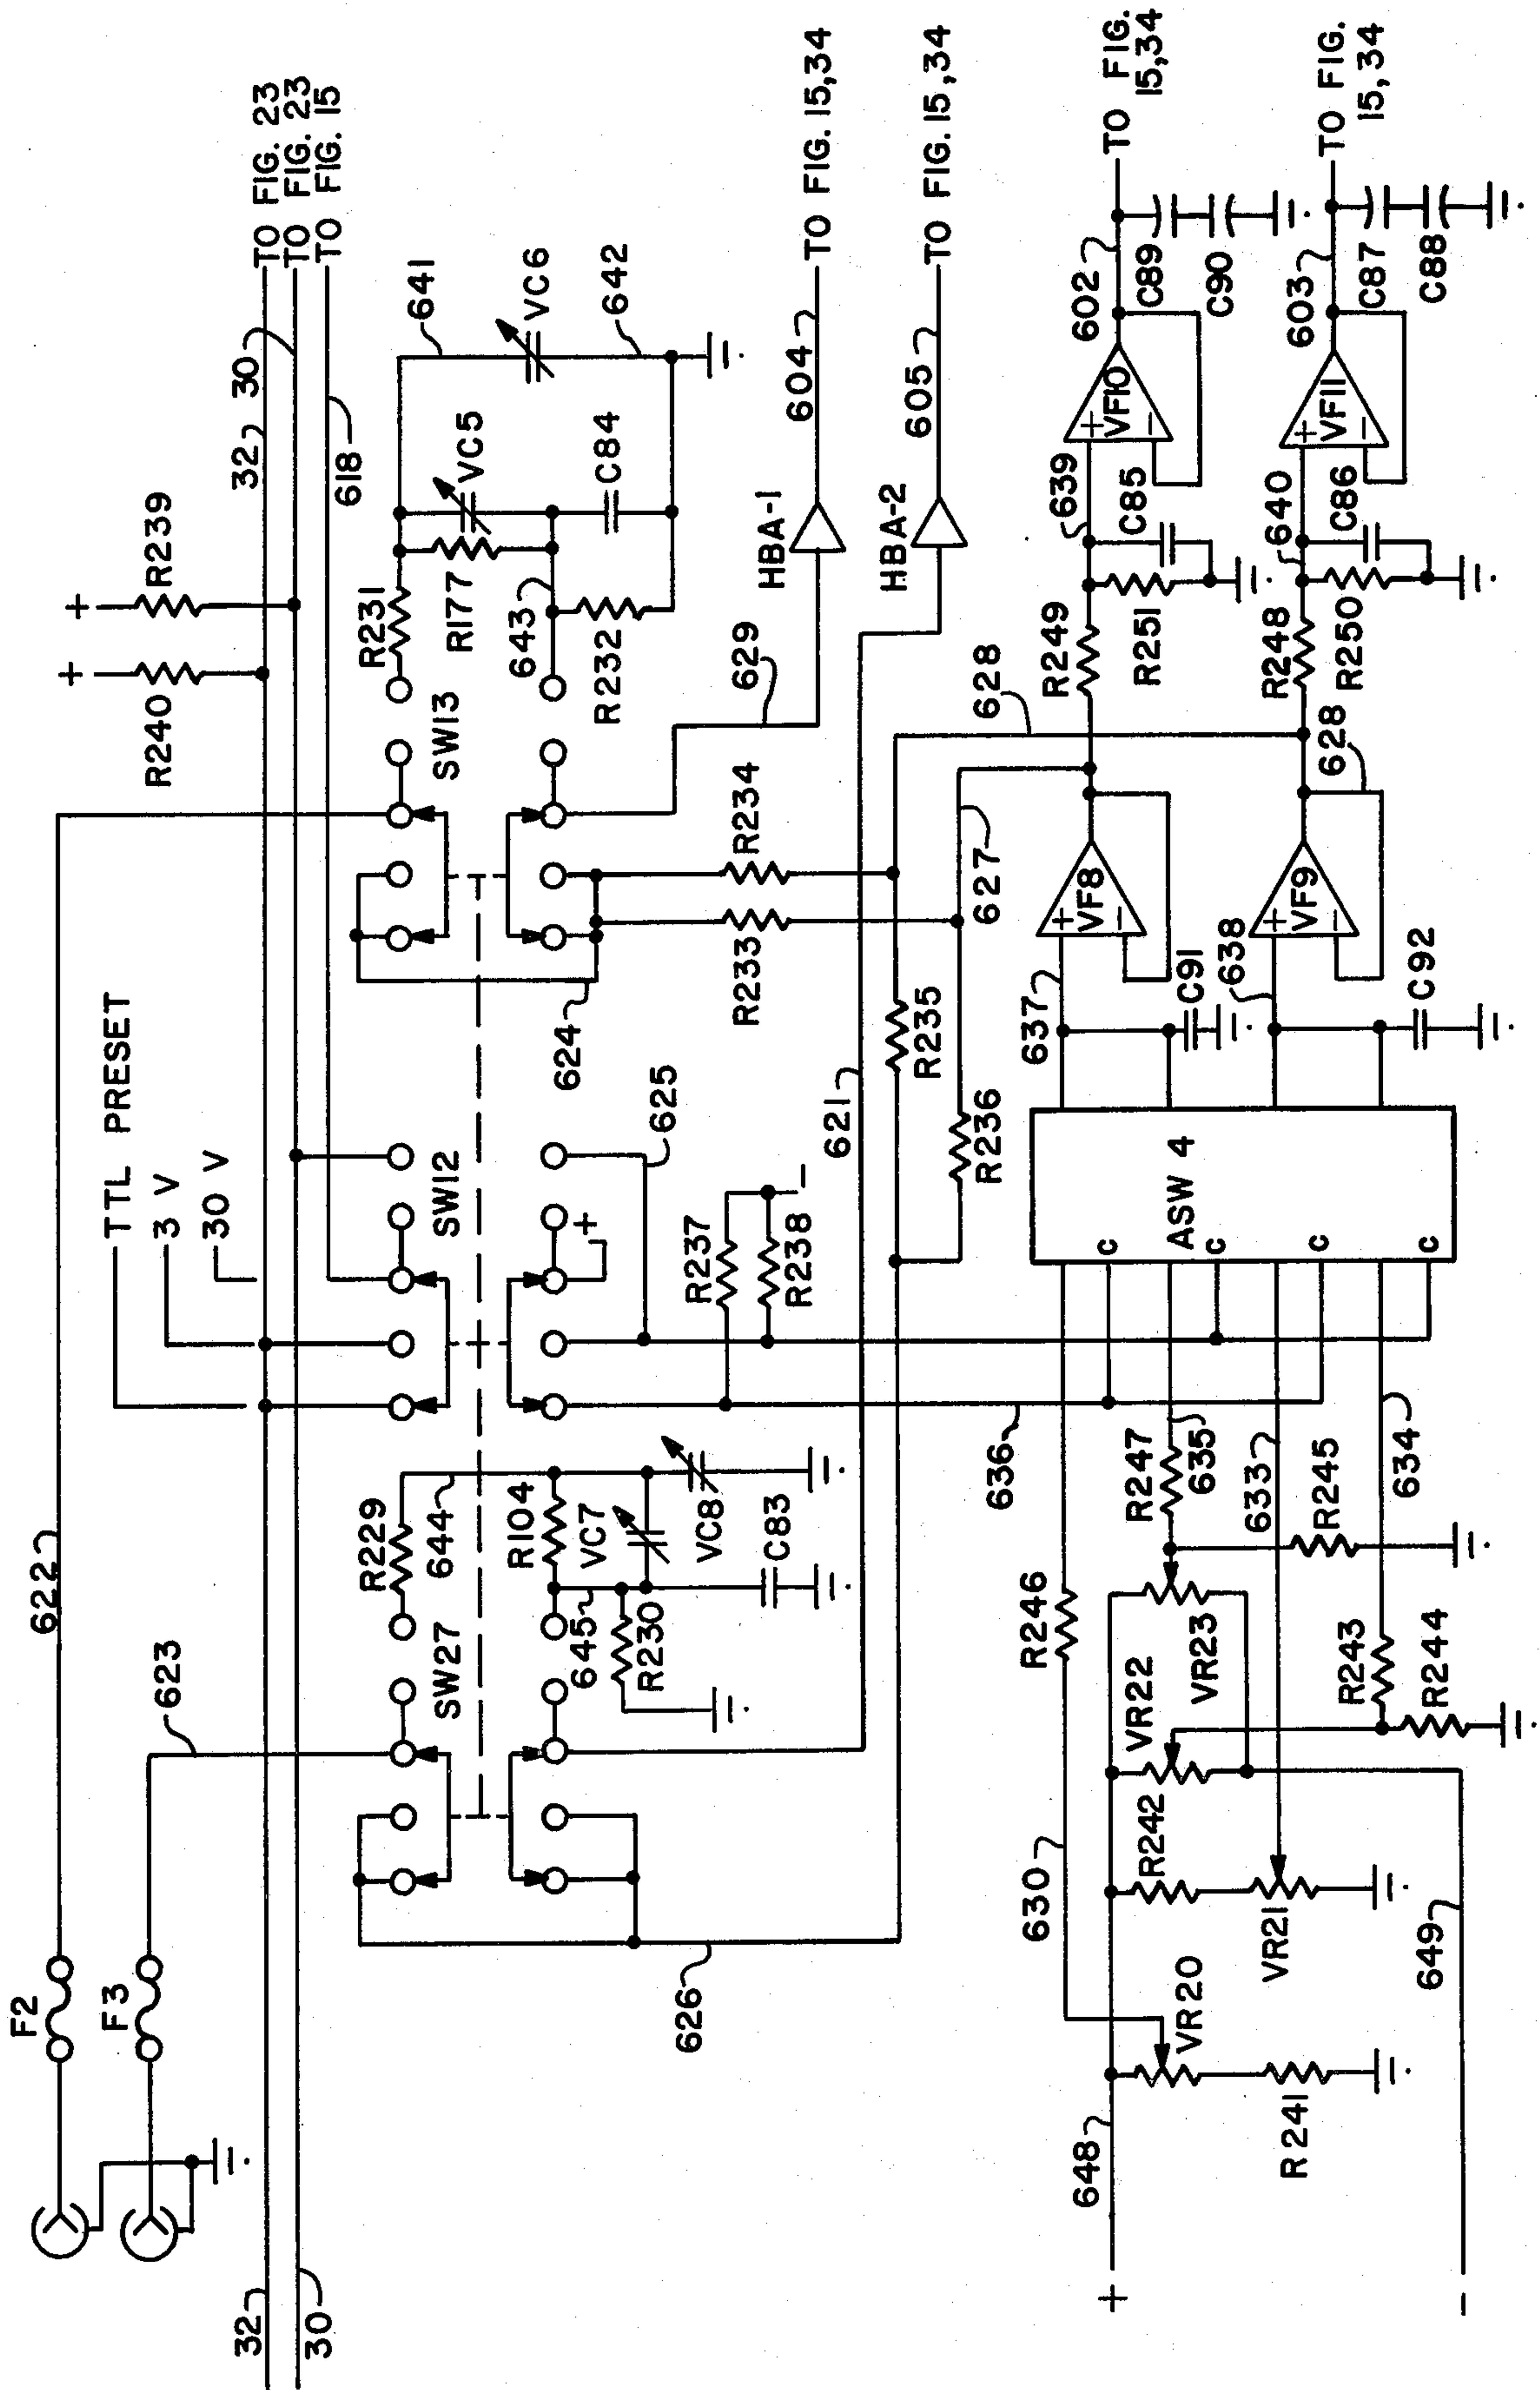 TO FIG. 23
TO FIG. 23
TO FIG. 15
32
30
618
+
R239
+
R240
TTL PRESET
3 V
30 V
622
623
F2
F3
32
30
641
VC6
642
VC5
C84
R231
R177
643
R232
SW13
629
HBA-1
604
TO FIG. 15,34
HBA-2
605
TO FIG. 15,34
R234
R233
624
SW12
625
+
R237
R238
−
621
R235
R236
627
628
628
R229
644
R104
VC7
VC8
C83
SW27
645
R230
626
636
TO FIG.
15,34
602
C89
C90
VF10
+
−
639
C85
R249
R251
TO FIG.
15,34
603
C87
C88
VF11
+
−
640
C86
R248
R250
VF8
+
−
637
C91
VF9
+
−
638
C92
ASW 4
C
C
C
C
R247
635
633
R245
634
R246
VR23
VR22
R243
R244
R242
630
VR21
649
VR20
R241
648
+
−